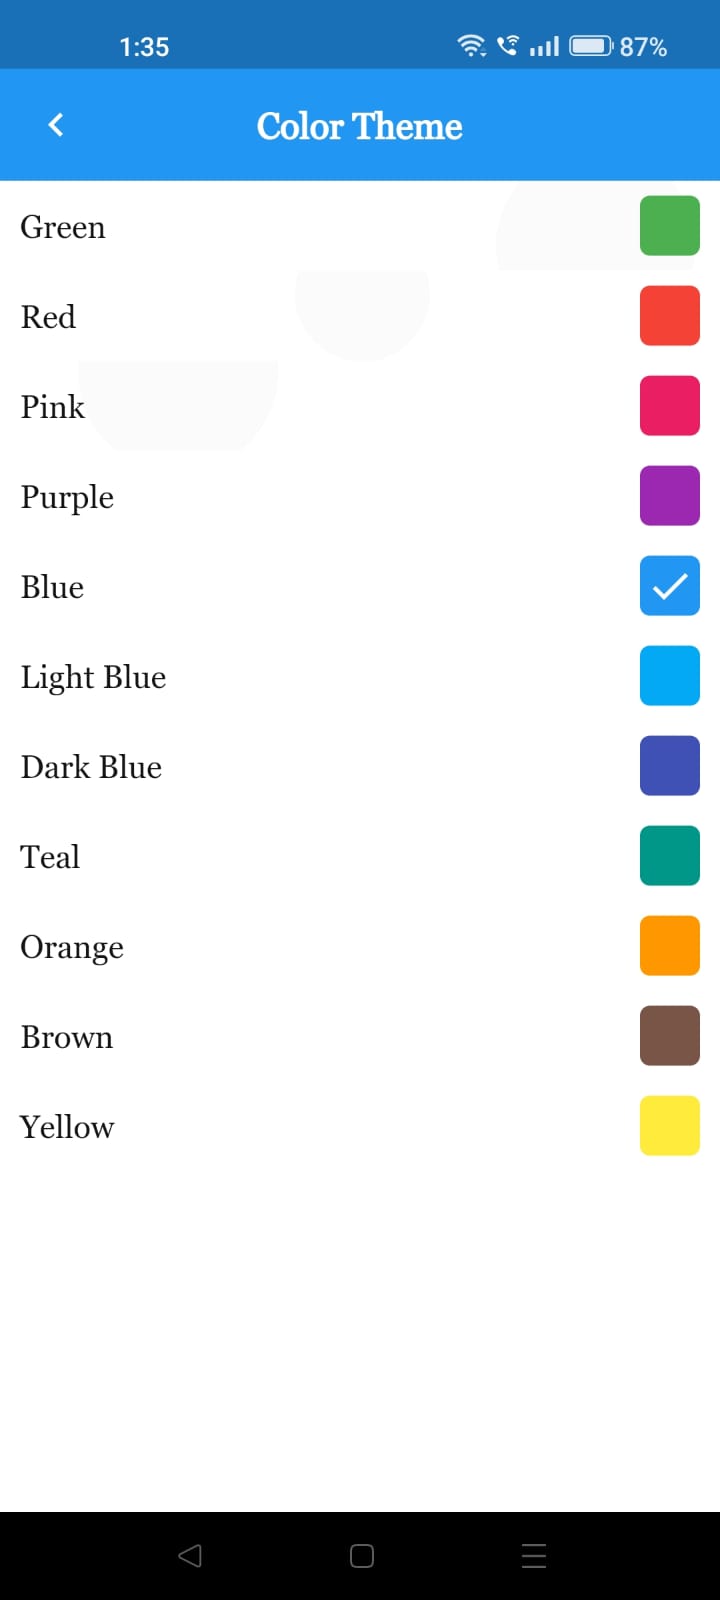 1:35
87%
Color Theme
Green
Red
Pink
Purple
Blue
Light Blue
Dark Blue
Teal
Orange
Brown
Yellow